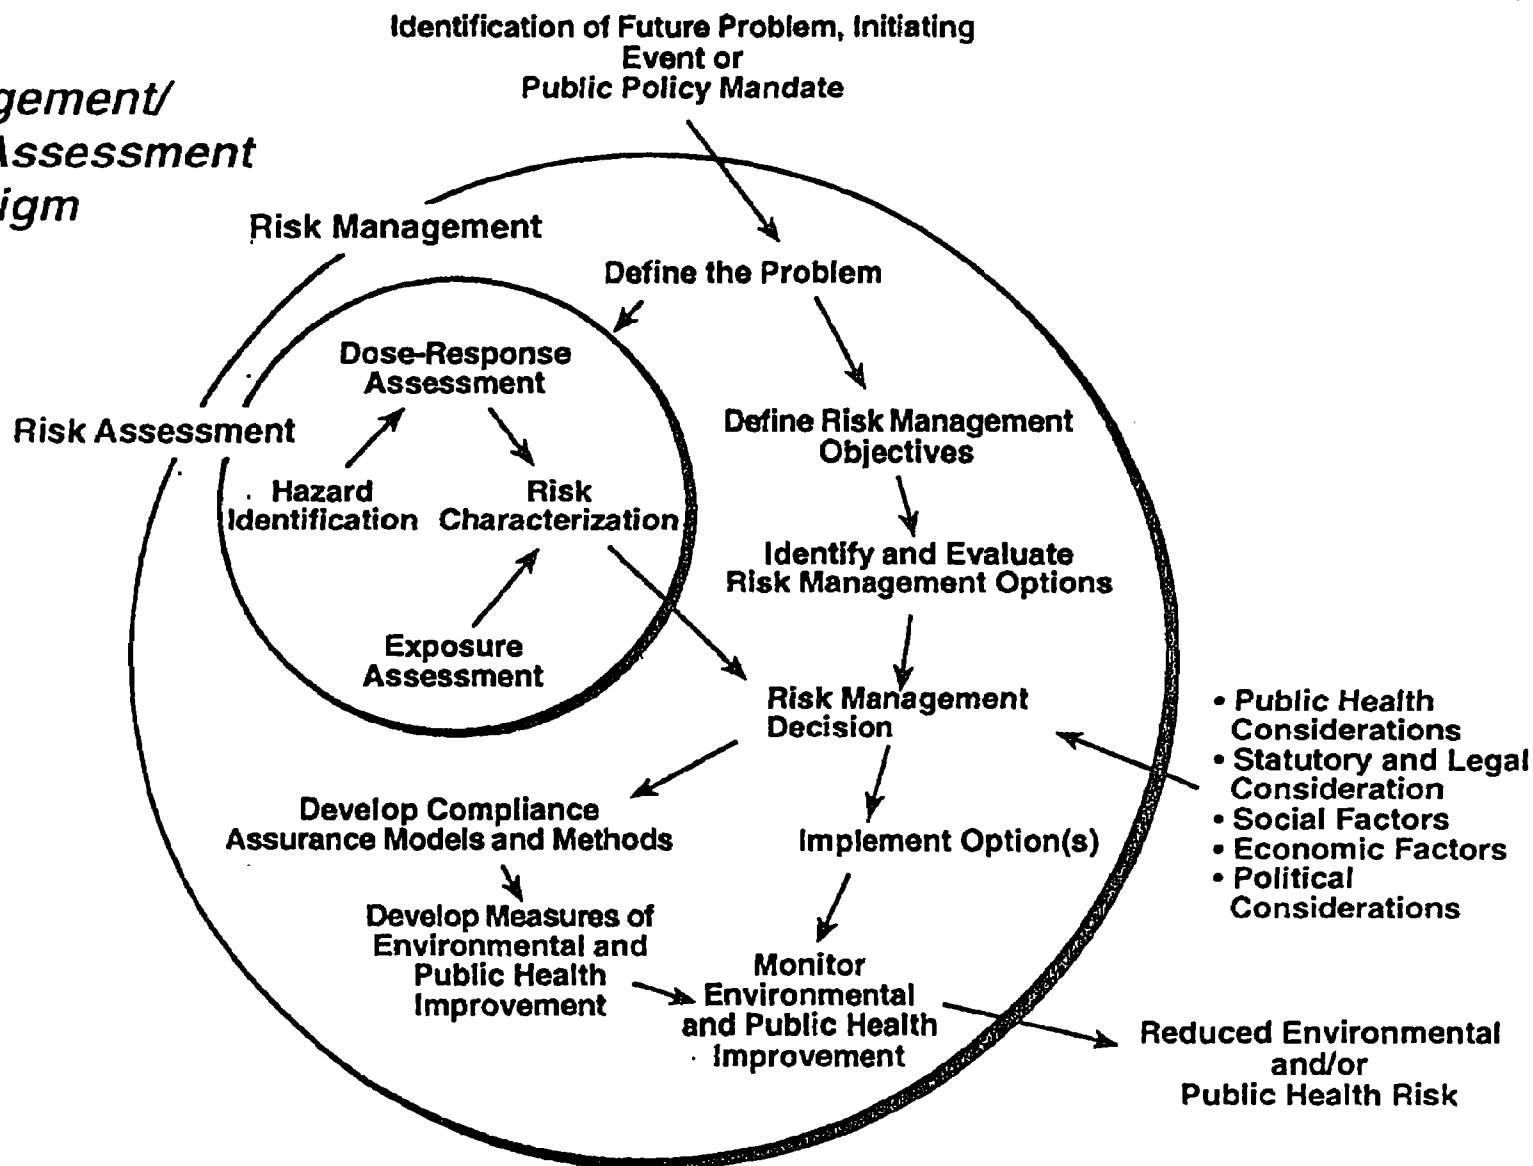 Identification of Future Problem, Initiating
Event or
Public Policy Mandate
gement/
Assessment
igm
Risk Management
Define the Problem
Dose-Response
Assessment
Risk Assessment
Define Risk Management
Objectives
Hazard
Identification
Risk
Characterization
Identify and Evaluate
Risk Management Options
Exposure
Assessment
Risk Management
Decision
• Public Health
Considerations
• Statutory and Legal
Consideration
• Social Factors
• Economic Factors
• Political
Considerations
Develop Compliance
Assurance Models and Methods
Implement Option(s)
Develop Measures of
Environmental and
Public Health
Improvement
Monitor
Environmental
and Public Health
Improvement
Reduced Environmental
and/or
Public Health Risk